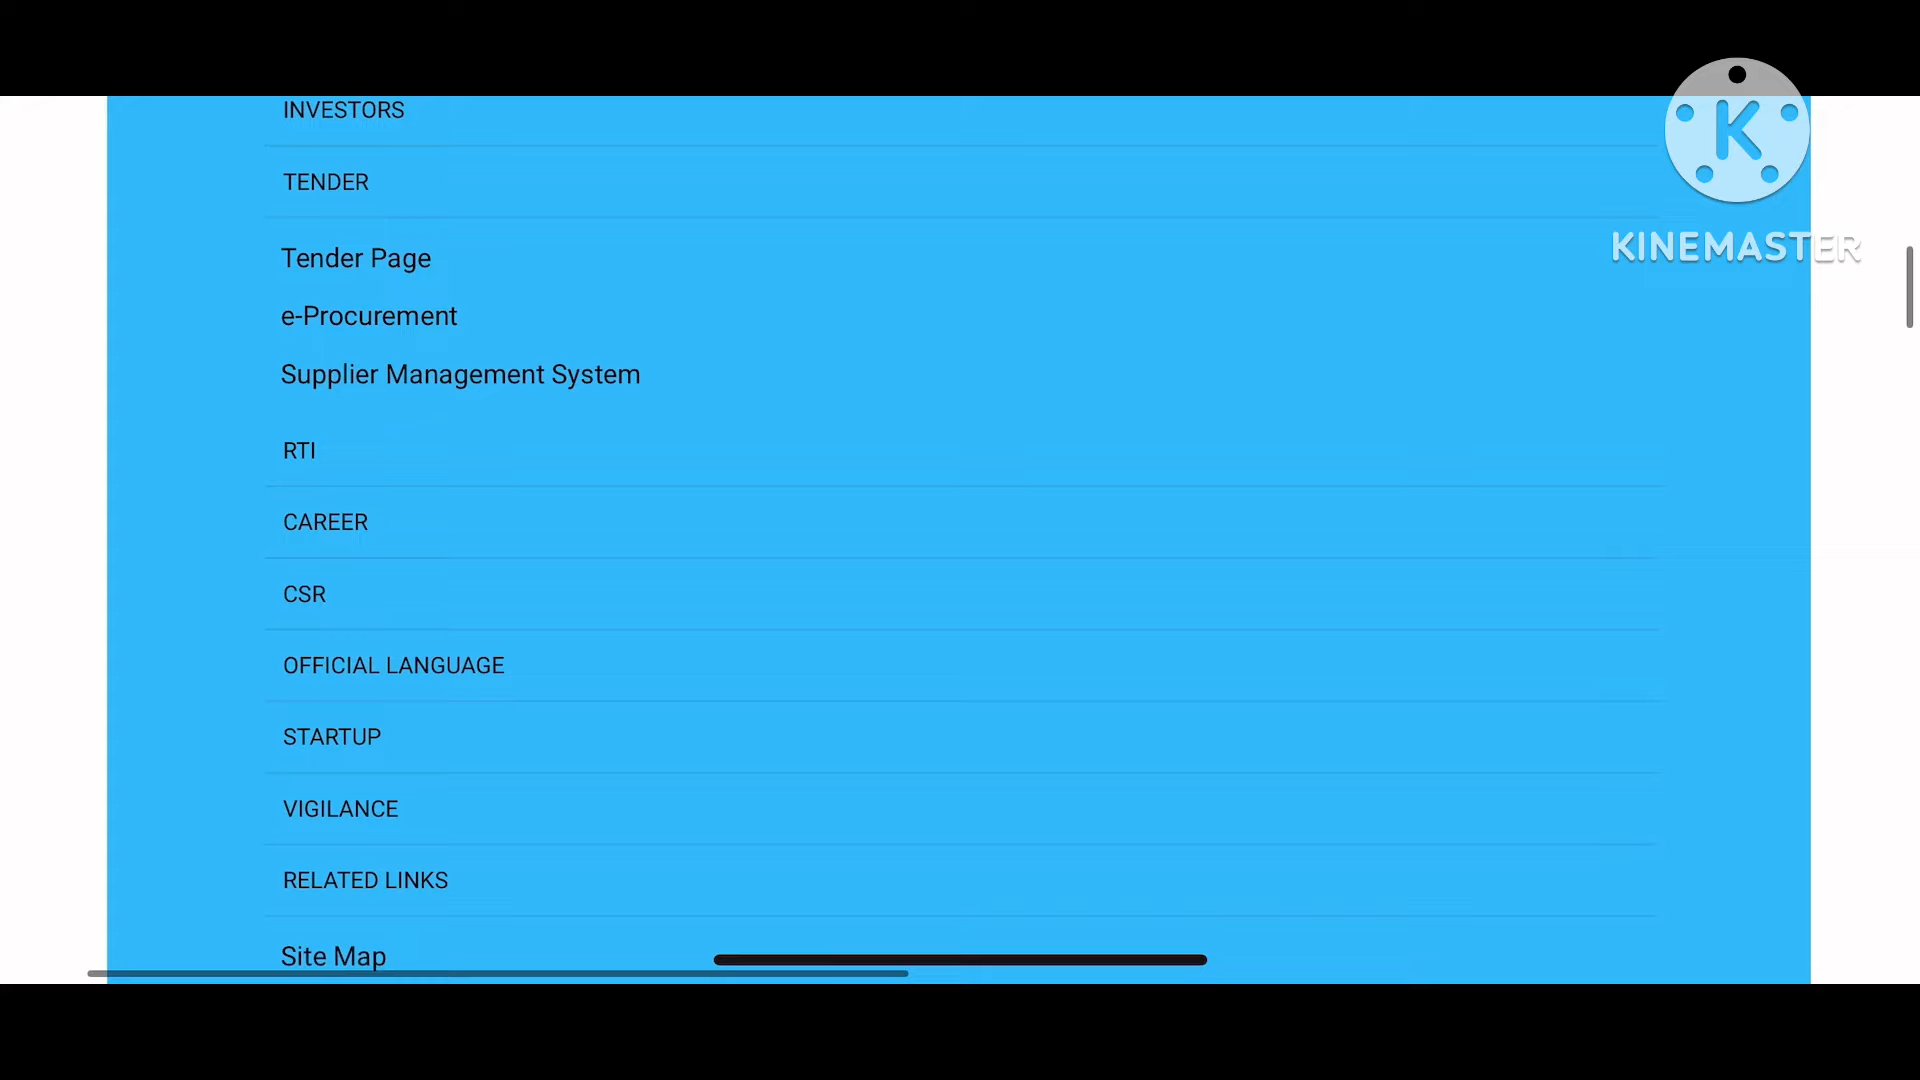 INVESTORS
TENDER
Tender Page
e-Procurement
Supplier Management System
RTI
CAREER
CSR
OFFICIAL LANGUAGE
STARTUP
VIGILANCE
RELATED LINKS
Site Map
K
KINEMASTER